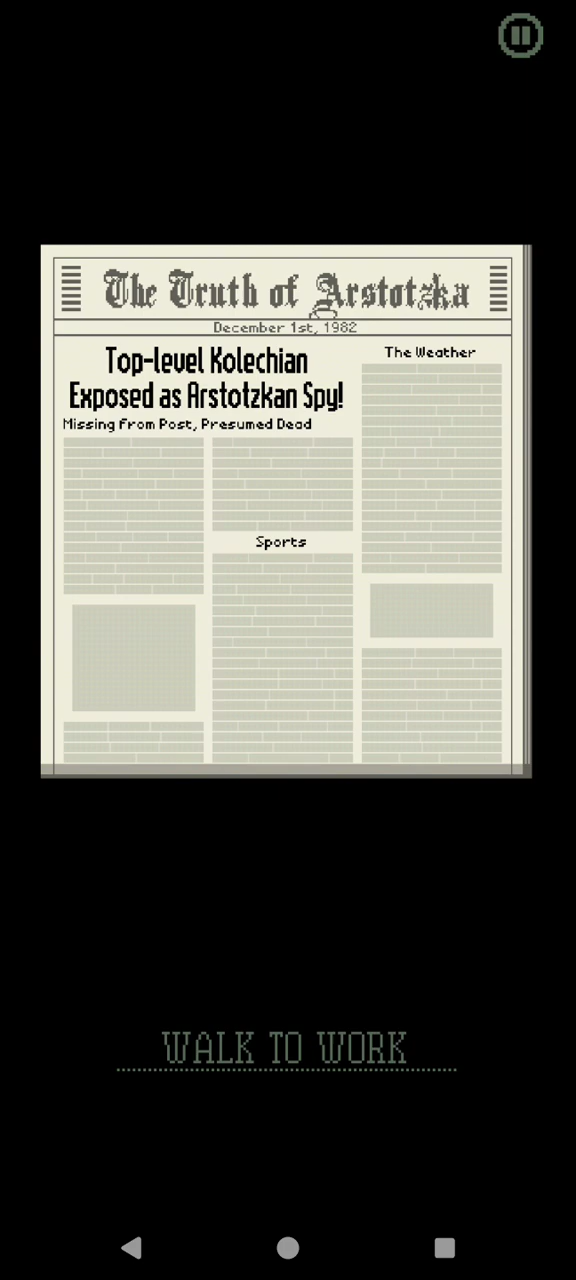 The Truth of Arstotzka
December 1st, 1982
Top-level Kolechian
Exposed as Arstotzkan Spy!
Missing From Post, Presumed Dead
The Weather
Sports
WALK TO WORK